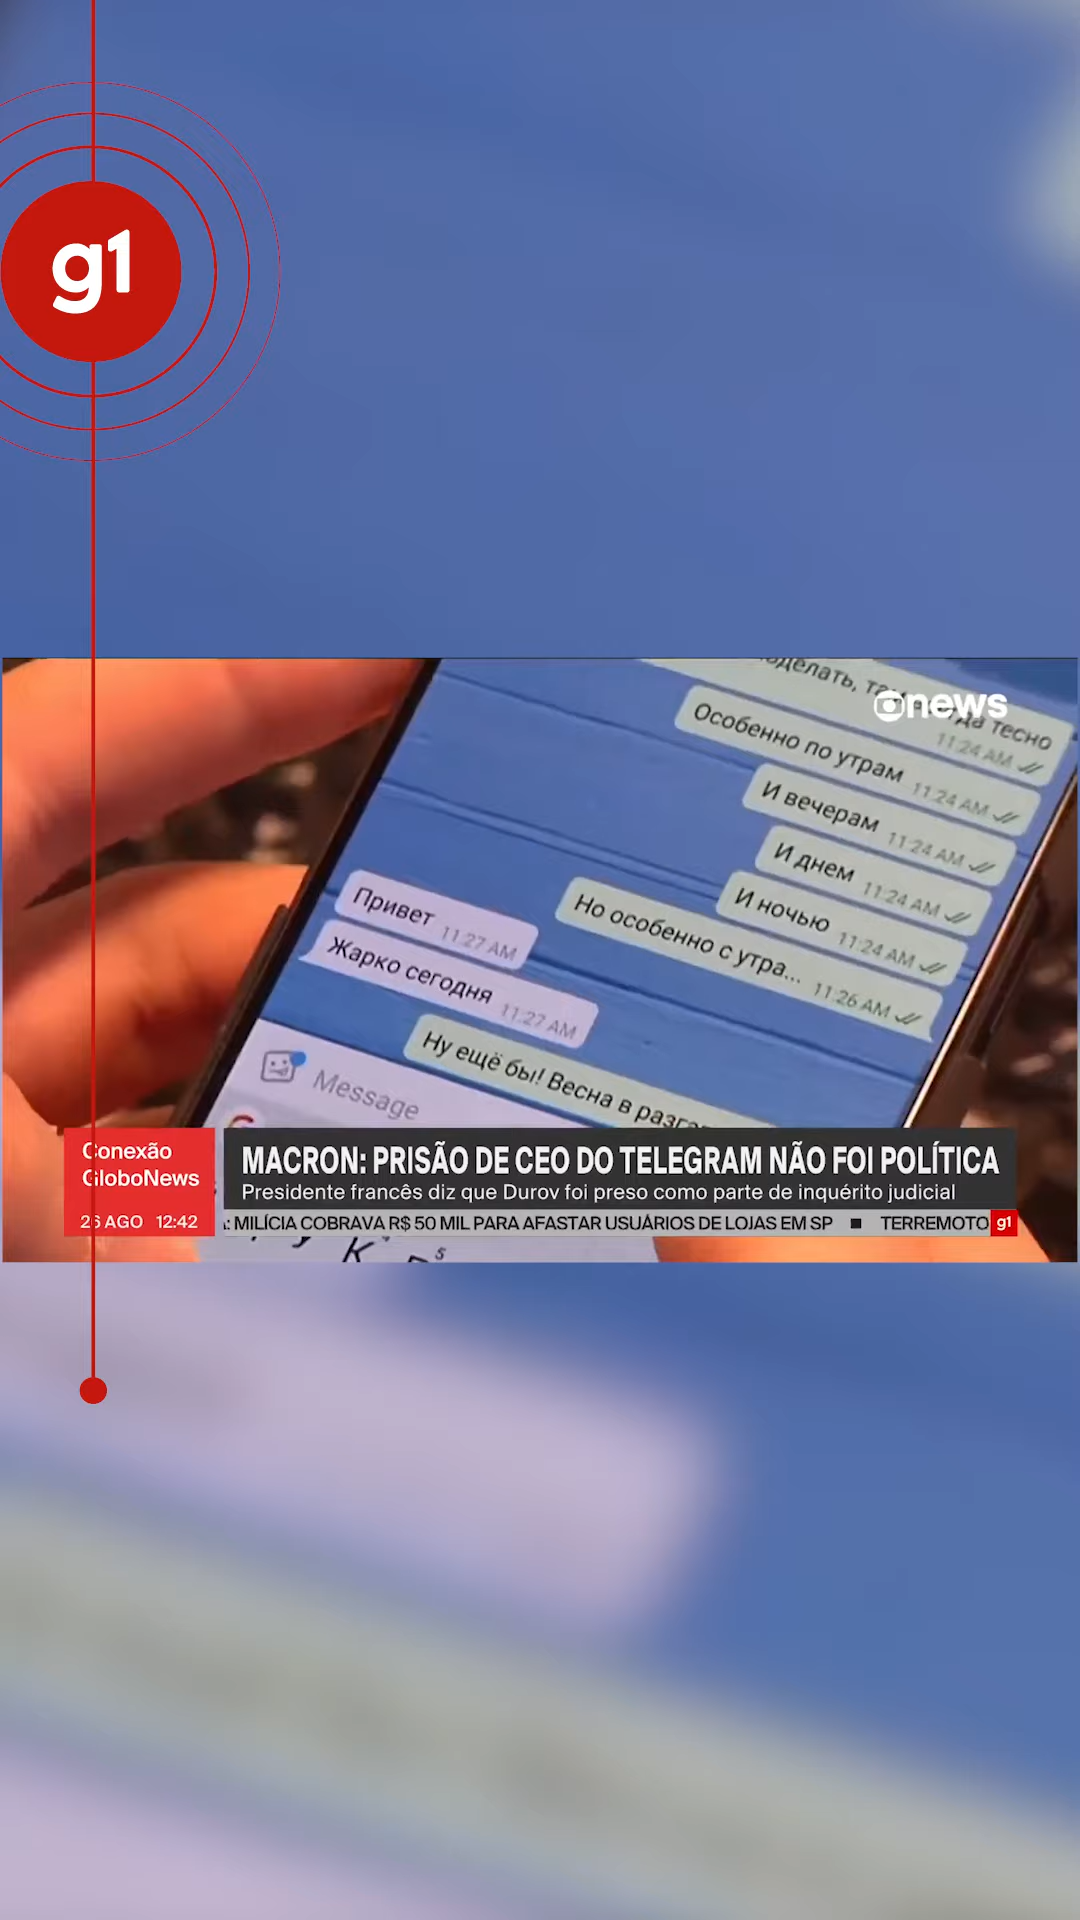 g1
news
тесно
11:24 AM
Особенно по утрам 11:24 AM
И вечерам 11:24 AM
И днем 11:24 AM
И ночью 11:24 AM
Но особенно с утра... 11:26 AM
Привет 11:27 AM
Жарко сегодня 11:27 AM
Ну ещё бы! Весна в
Message
Conexão
GloboNews
26 AGO 12:42
MACRON: PRISÃO DE CEO DO TELEGRAM NÃO FOI POLÍTICA
Presidente francês diz que Durov foi preso como parte de inquérito judicial
: MILÍCIA COBRAVA R$ 50 MIL PARA AFASTAR USUÁRIOS DE LOJAS EM SP ■ TERREMOTO g1
K
5